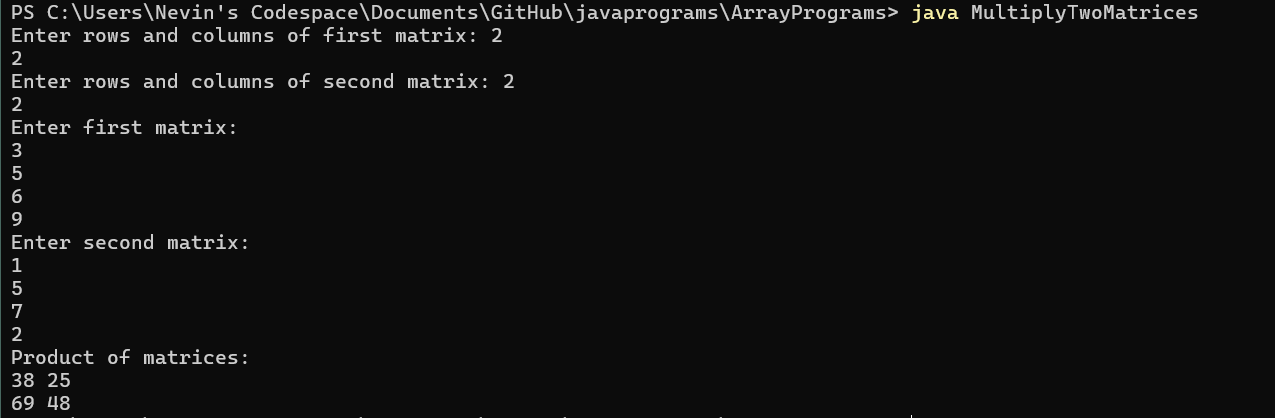 PS C:\Users\Nevin's Codespace\Documents\GitHub\javaprograms\ArrayPrograms> java MultiplyTwoMatrices
Enter rows and columns of first matrix: 2
2
Enter rows and columns of second matrix: 2
2
Enter first matrix:
3
5
6
9
Enter second matrix:
1
5
7
2
Product of matrices:
38 25
69 48